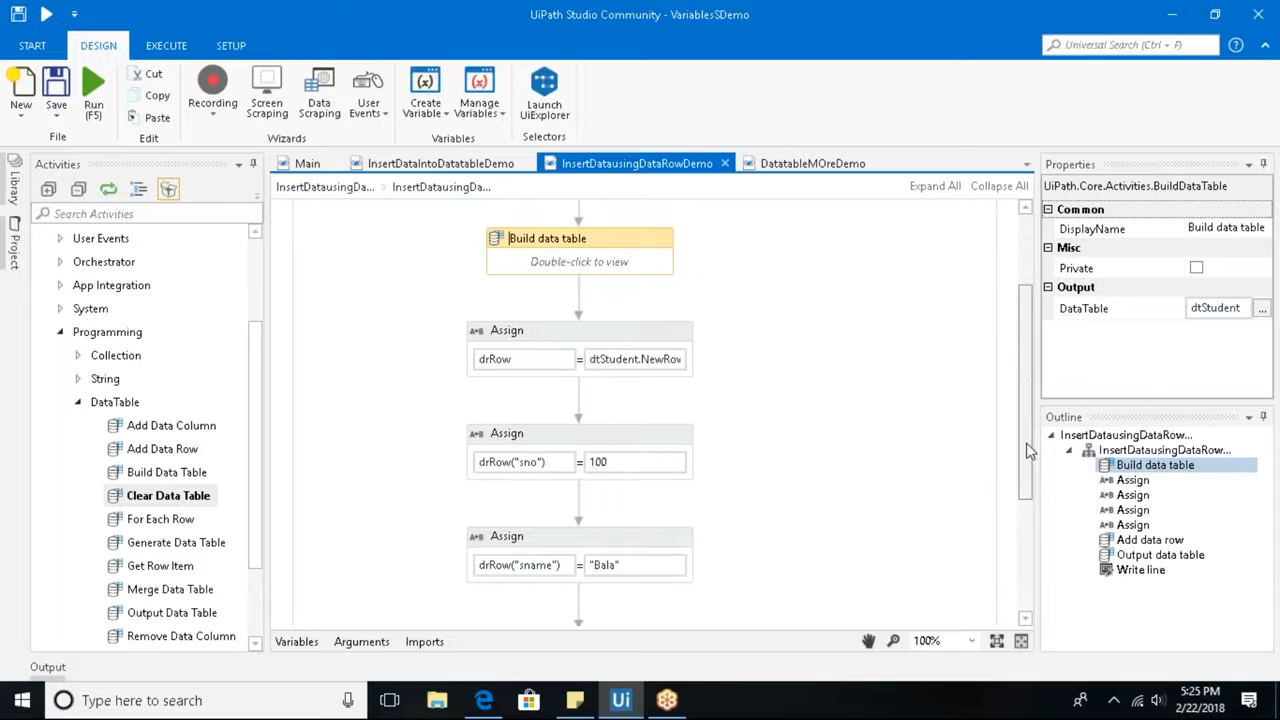 UiPath Studio Community - VariablesSDemo
START DESIGN EXECUTE SETUP
Universal Search (Ctrl + F)
New Save Run (F5)
Cut
Copy
Paste
Recording Screen Scraping Data Scraping User Events Create Variable Manage Variables Launch UiExplorer
File Edit Wizards Variables Selectors
Activities
Main InsertDataIntoDatatableDemo InsertDatausingDataRowDemo DatatableMOreDemo
Properties
Library
Project
InsertDatausingDa... InsertDatausingDa... Expand All Collapse All
UiPath.Core.Activities.BuildDataTable
Search Activities
User Events
Orchestrator
App Integration
System
Programming
Collection
String
DataTable
Add Data Column
Add Data Row
Build Data Table
Clear Data Table
For Each Row
Generate Data Table
Get Row Item
Merge Data Table
Output Data Table
Remove Data Column
Build data table
Double-click to view
Assign
drRow = dtStudent.NewRow
Assign
drRow("sno") = 100
Assign
drRow("sname") = "Bala"
Common
DisplayName Build data table
Misc
Private
Output
DataTable dtStudent ...
Outline
InsertDatausingDataRow...
InsertDatausingDataRow...
Build data table
Assign
Assign
Assign
Assign
Add data row
Output data table
Write line
Variables Arguments Imports 100%
Output
Type here to search
Ui
5:25 PM
2/22/2018